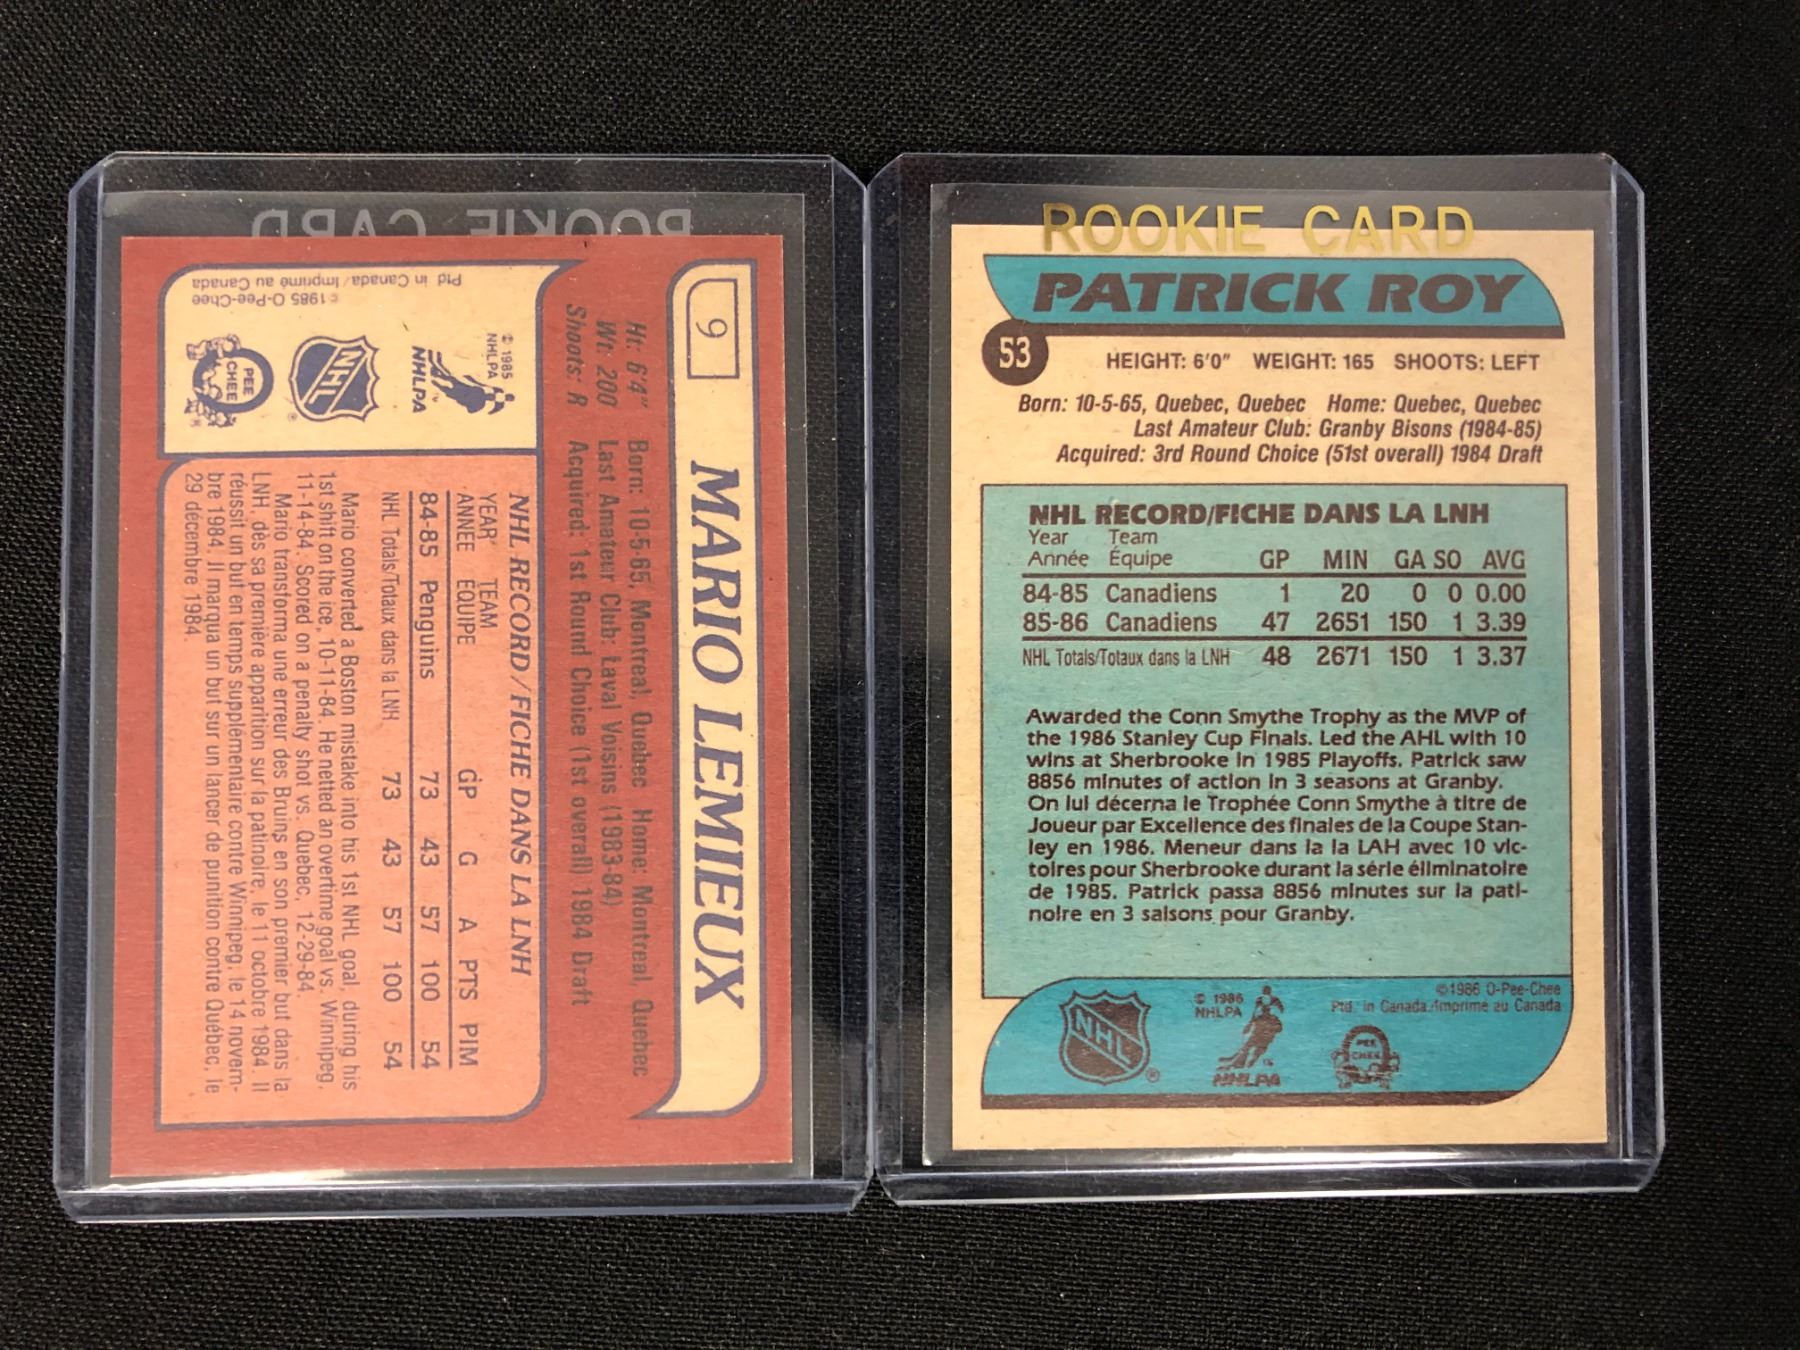 ROOKIE CARD
9
MARIO LEMIEUX
Ht: 6'4" Born: 10-5-65, Montreal, Quebec Home: Montreal, Quebec
Wt: 200 Last Amateur Club: Laval Voisins (1983-84)
Shoots: R Acquired: 1st Round Choice (1st overall) 1984 Draft
© 1985
NHLPA
NHLPA
NHL
®
O
PEE
CHEE
© 1985 O-Pee-Chee
Ptd in Canada/Imprimé au Canada
NHL RECORD/FICHE DANS LA LNH
YEAR TEAM
ANNÉE ÉQUIPE GP G A PTS PIM
84-85 Penguins 73 43 57 100 54
NHL Totals/Totaux dans la LNH 73 43 57 100 54
Mario converted a Boston mistake into his 1st NHL goal, during his
1st shift on the ice, 10-11-84. He netted an overtime goal vs. Winnipeg,
11-14-84. Scored on a penalty shot vs. Quebec, 12-29-84.
Mario transforma une erreur des Bruins en son premier but dans la
LNH, dès sa première apparition sur la patinoire, le 11 octobre 1984. Il
réussit un but en temps supplémentaire contre Winnipeg, le 14 novem-
bre 1984. Il marqua un but sur un lancer de punition contre Québec, le
29 décembre 1984.
ROOKIE CARD
PATRICK ROY
53
HEIGHT: 6'0" WEIGHT: 165 SHOOTS: LEFT
Born: 10-5-65, Quebec, Quebec Home: Quebec, Quebec
Last Amateur Club: Granby Bisons (1984-85)
Acquired: 3rd Round Choice (51st overall) 1984 Draft
NHL RECORD/FICHE DANS LA LNH
Year Team
Année Équipe GP MIN GA SO AVG
84-85 Canadiens 1 20 0 0 0.00
85-86 Canadiens 47 2651 150 1 3.39
NHL Totals/Totaux dans la LNH 48 2671 150 1 3.37
Awarded the Conn Smythe Trophy as the MVP of
the 1986 Stanley Cup Finals. Led the AHL with 10
wins at Sherbrooke in 1985 Playoffs. Patrick saw
8856 minutes of action in 3 seasons at Granby.
On lui décerna le Trophée Conn Smythe à titre de
Joueur par Excellence des finales de la Coupe Stan-
ley en 1986. Meneur dans la la LAH avec 10 vic-
toires pour Sherbrooke durant la série éliminatoire
de 1985. Patrick passa 8856 minutes sur la pati-
noire en 3 saisons pour Granby.
©1986 O-Pee-Chee
Ptd. in Canada/Imprimé au Canada
NHL
®
© 1986
NHLPA
NHLPA
PEE
CHEE